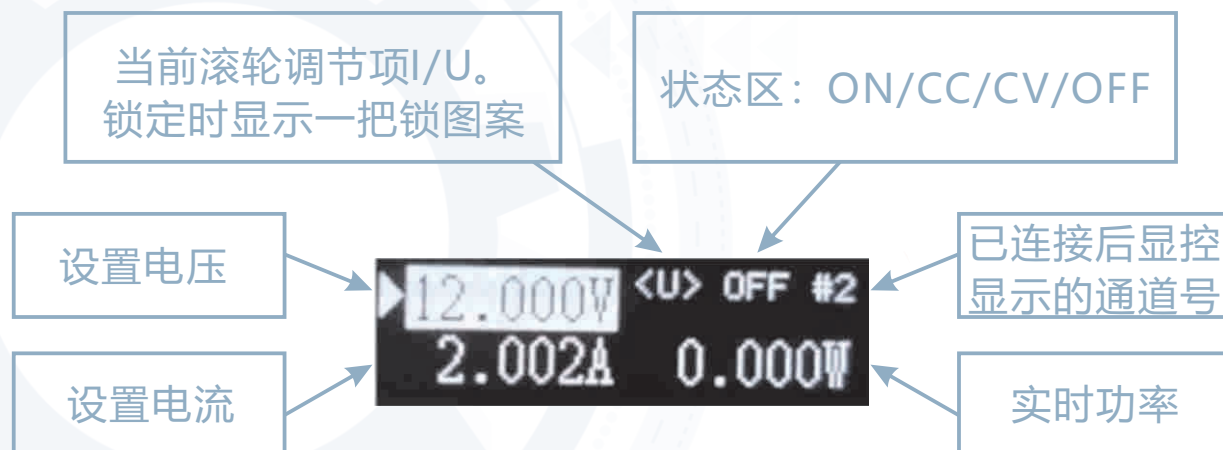 当前滚轮调节项I/U。
锁定时显示一把锁图案
状态区：ON/CC/CV/OFF
设置电压
已连接后显控
显示的通道号
12.000V <U> OFF #2
2.002A 0.000W
设置电流
实时功率